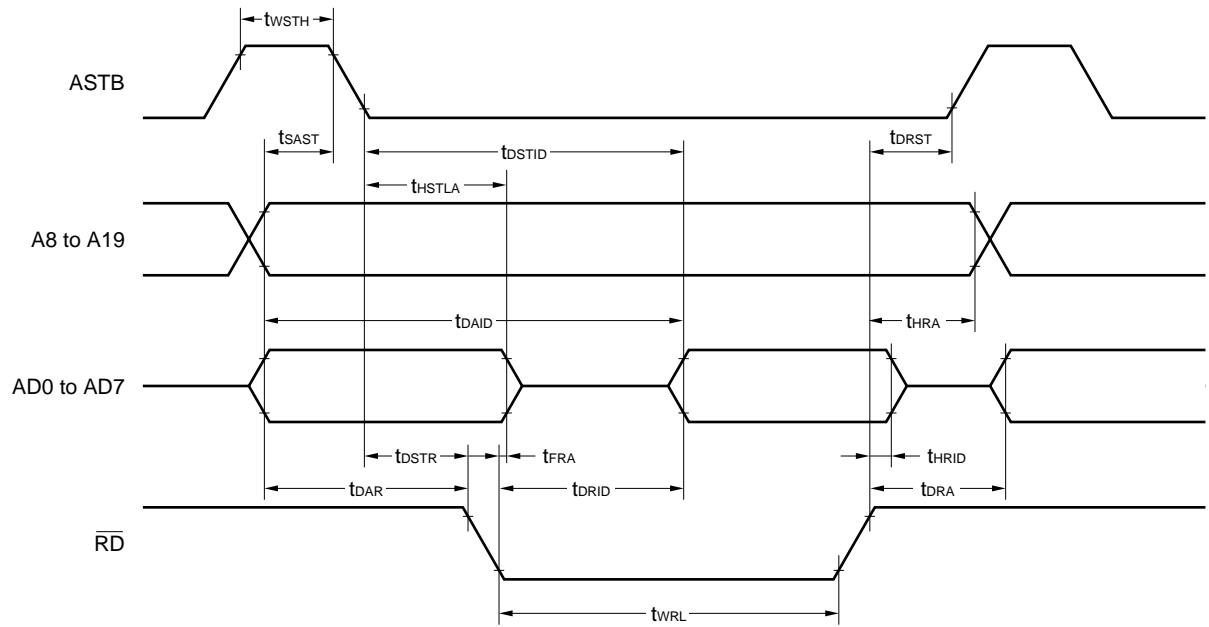 tWSTH
ASTB
tSAST
tDSTID
tDRST
tHSTLA
A8 to A19
tDAID
tHRA
AD0 to AD7
tDSTR
tFRA
tHRID
tDAR
tDRID
tDRA
R̅D̅
tWRL